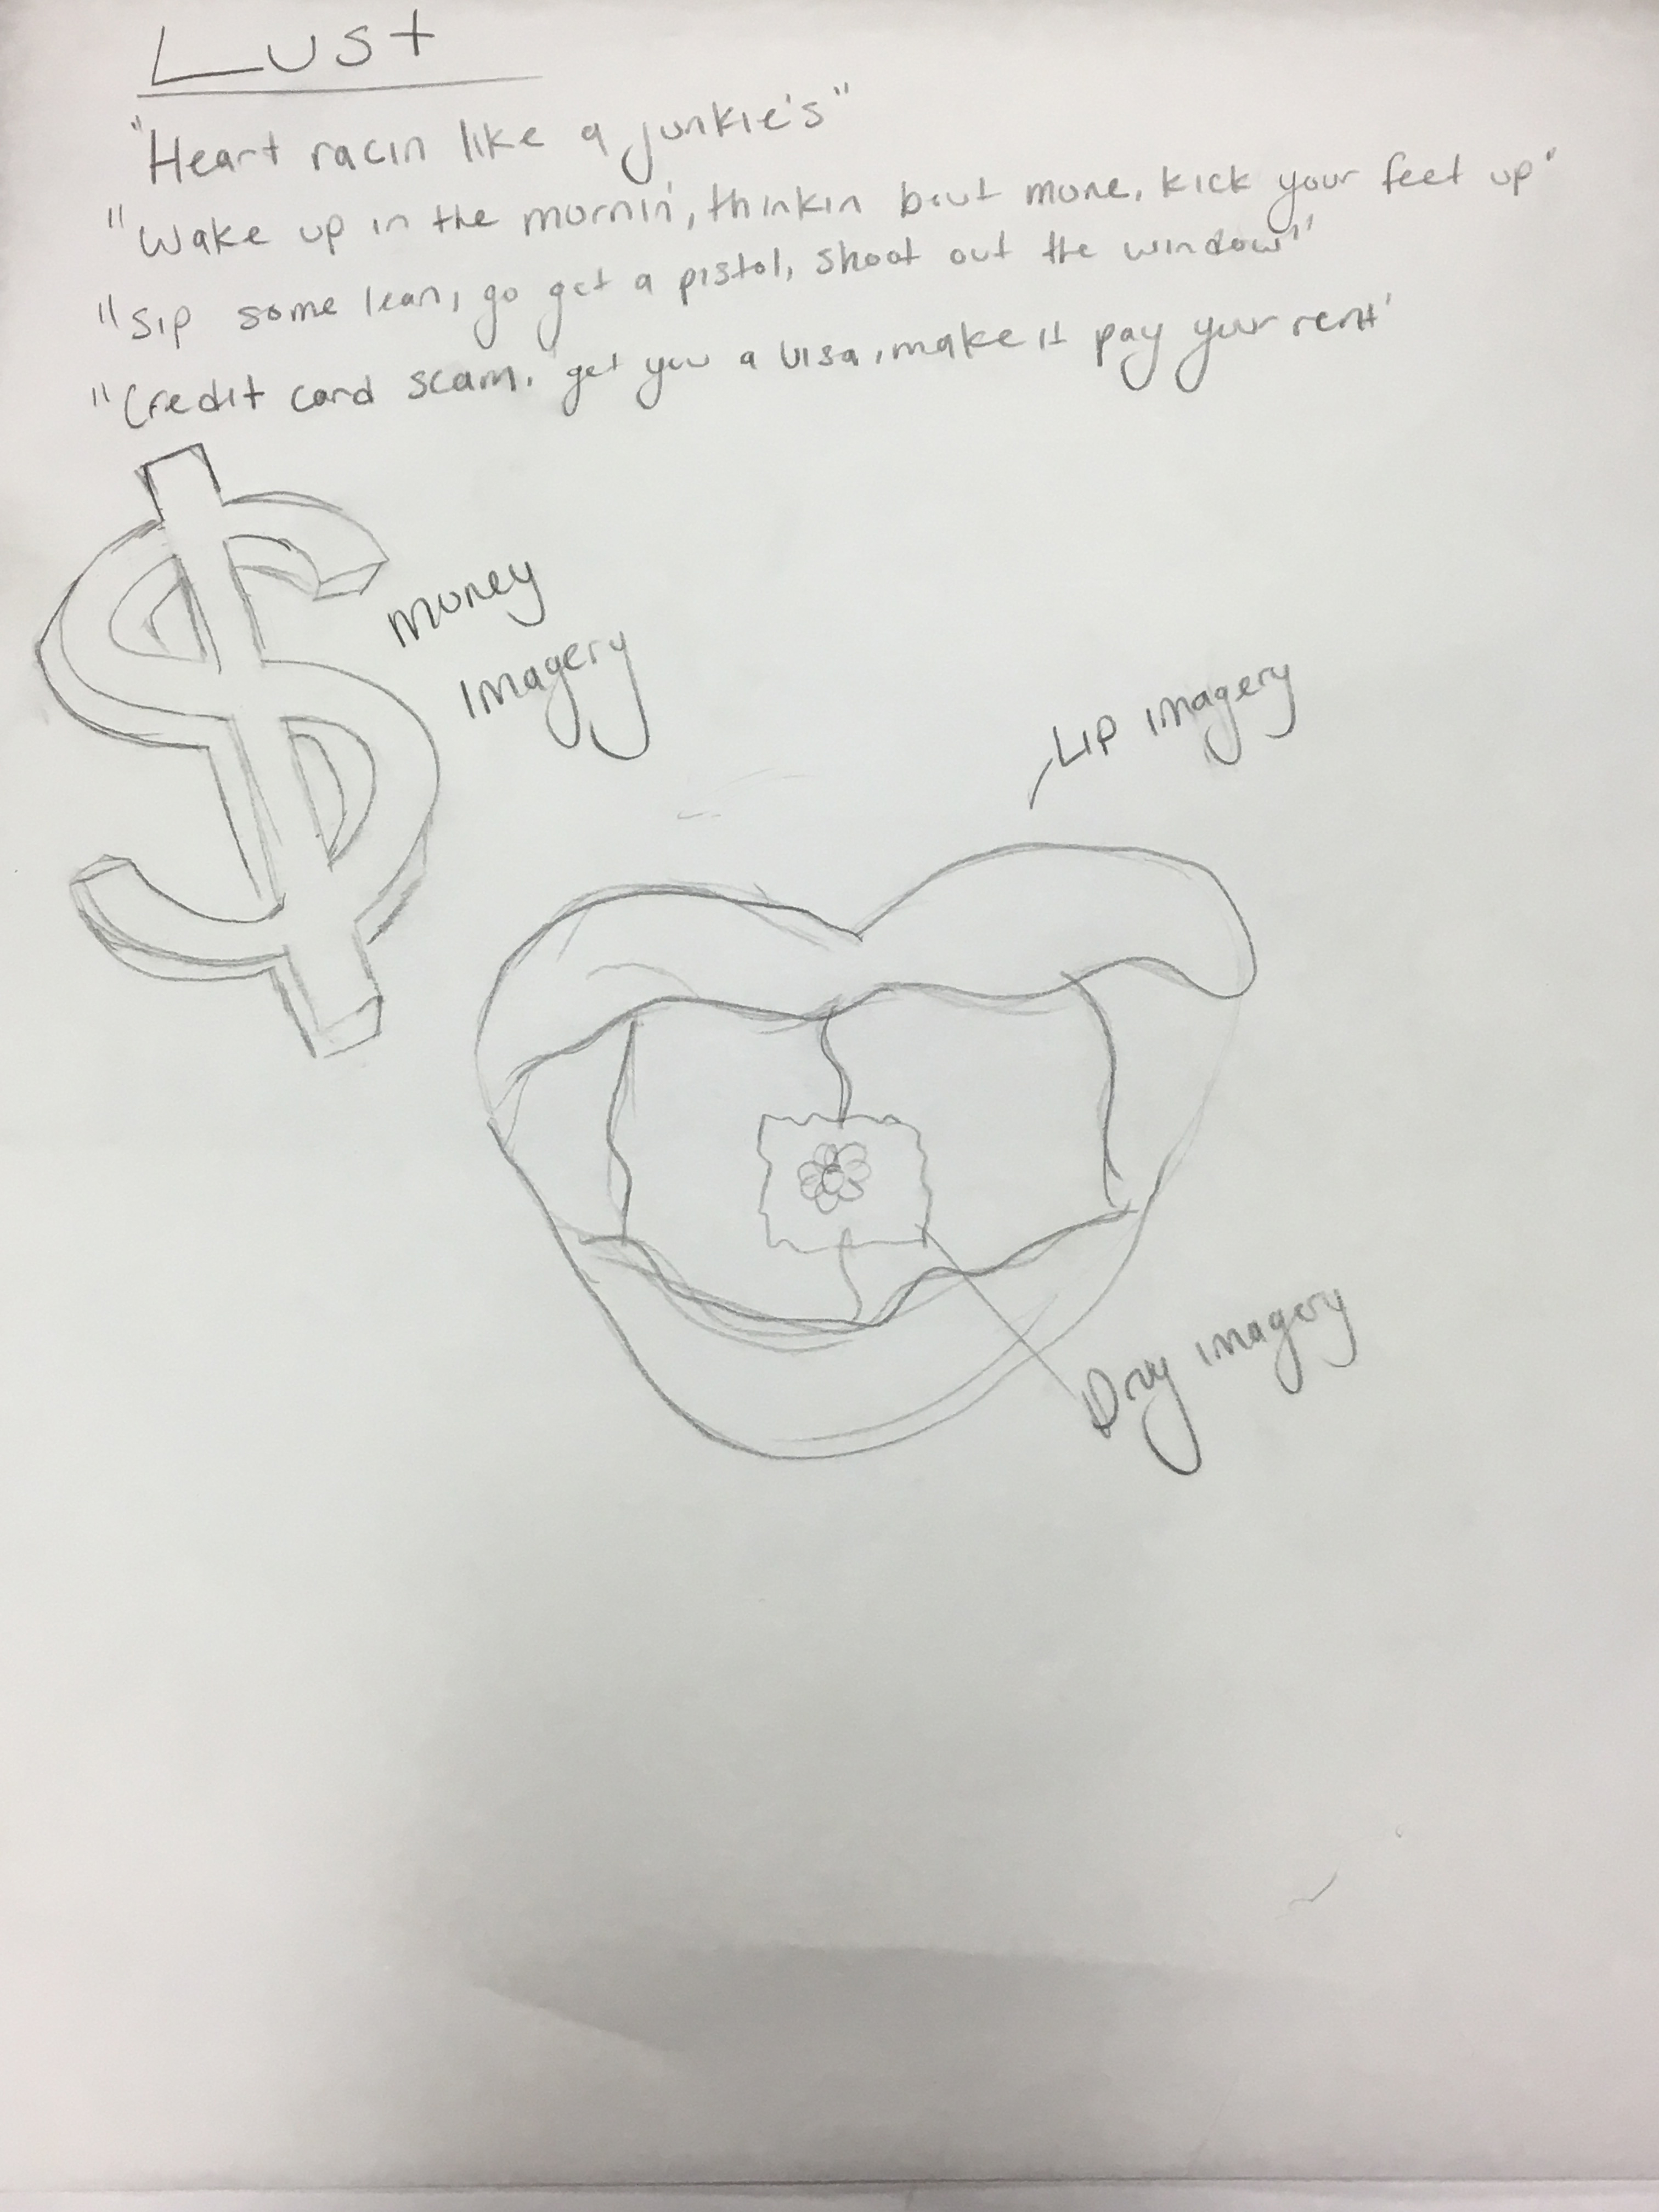 Lust
"Heart racin like a junkie's"
"Wake up in the mornin', thinkin bout mone, kick your feet up"
"Sip some lean, go get a pistol, shoot out the window"
"Credit card scam, get you a visa, make it pay your rent"
Money
imagery
Lip imagery
Drug imagery